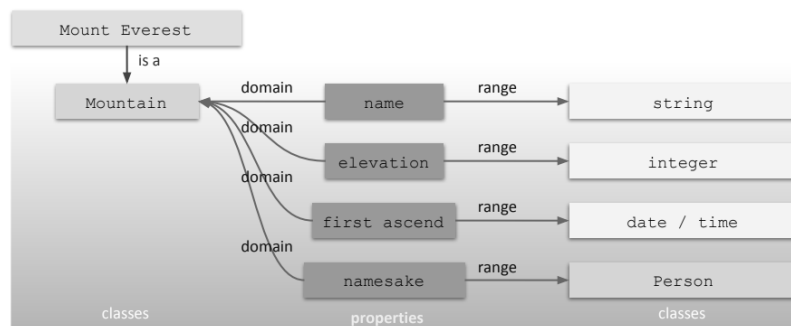 Mount Everest
is a
Mountain
domain
name
range
string
domain
elevation
range
integer
domain
first ascend
range
date / time
domain
namesake
range
Person
classes
properties
classes